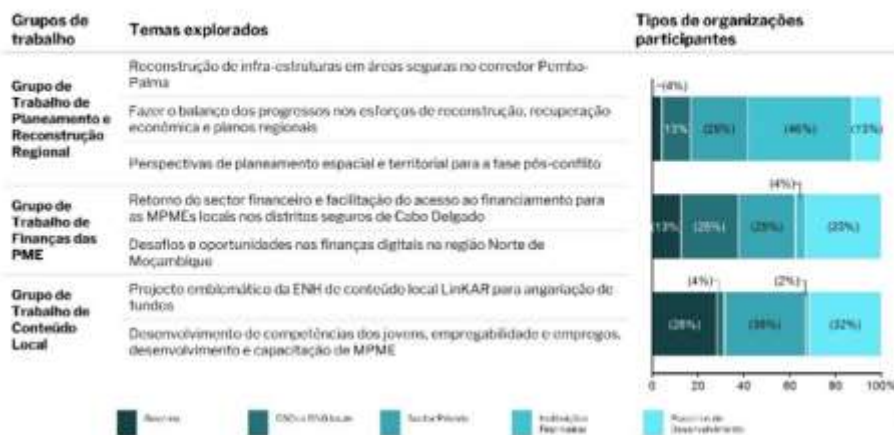 Grupos de
trabalho
Temas explorados
Tipos de organizações
participantes
Grupo de
Trabalho de
Planeamento e
Reconstrução
Regional
Reconstrução de infra-estruturas em áreas seguras no corredor Pemba-
Palma
Fazer o balanço dos progressos nos esforços de reconstrução, recuperação
económica e planos regionais
Perspectivas de planeamento espacial e territorial para a fase pós-conflito
(4%)
13%
(46%)
(13%)
Grupo de
Trabalho de
Finanças das
PME
Retorno do sector financeiro e facilitação do acesso ao financiamento para
as MPMEs locais nos distritos seguros de Cabo Delgado
Desafios e oportunidades nas finanças digitais na região Norte de
Moçambique
(4%)
(13%)
(25%)
Grupo de
Trabalho de
Conteúdo
Local
Projecto emblemático da ENH de conteúdo local LinKAR para angariação de
fundos
Desenvolvimento de competências dos jovens, empregabilidade e empregos,
desenvolvimento e capacitação de MPME
(4%)
(2%)
(28%)
(32%)
0 20 40 60 80 100%
Sector Privado
Desenvolvimento